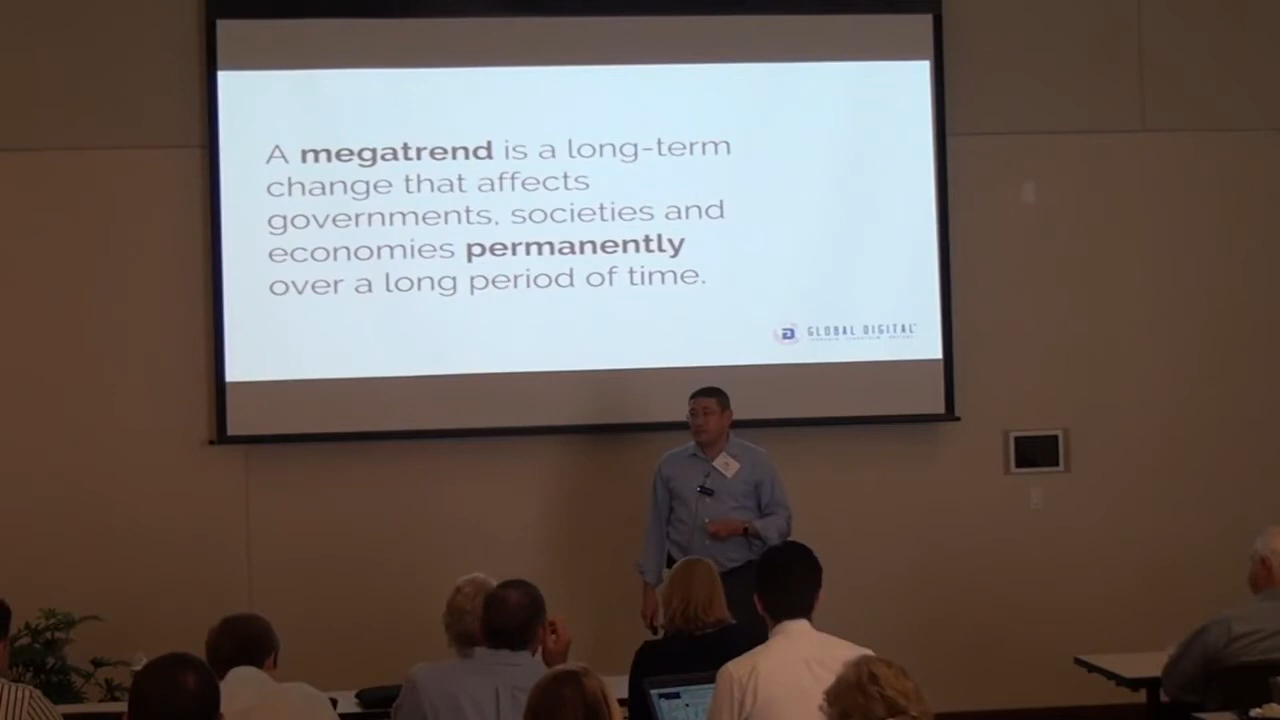 A megatrend is a long-term
change that affects
governments, societies and
economies permanently
over a long period of time.
GLOBAL DIGITAL